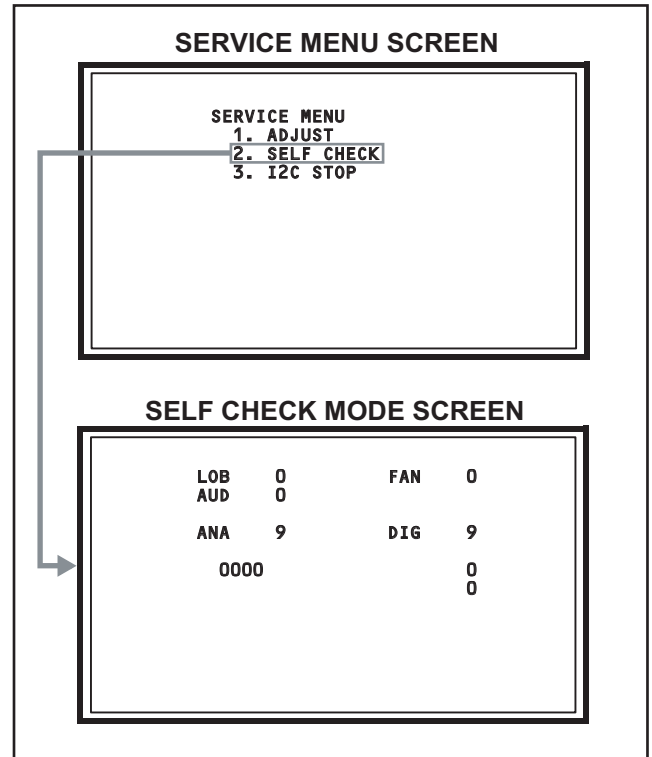 SERVICE MENU SCREEN
SERVICE MENU
1. ADJUST
2. SELF CHECK
3. I2C STOP
SELF CHECK MODE SCREEN
LOB 0 FAN 0
AUD 0
ANA 9 DIG 9
0000 0
0